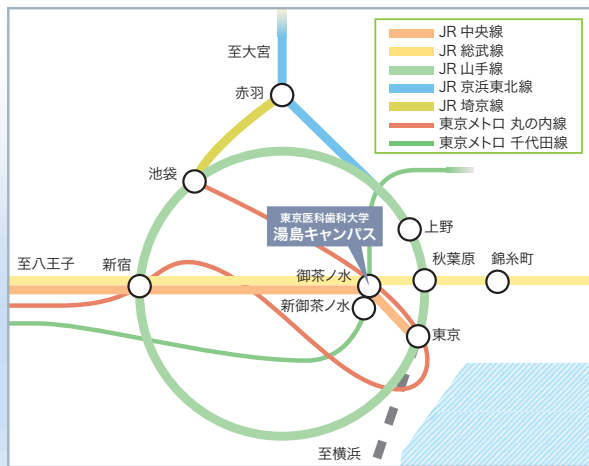 JR 中央線
JR 総武線
JR 山手線
JR 京浜東北線
JR 埼京線
東京メトロ 丸の内線
東京メトロ 千代田線
至大宮
赤羽
池袋
東京医科歯科大学
湯島キャンパス
上野
至八王子
新宿
御茶ノ水
秋葉原
錦糸町
新御茶ノ水
東京
至横浜